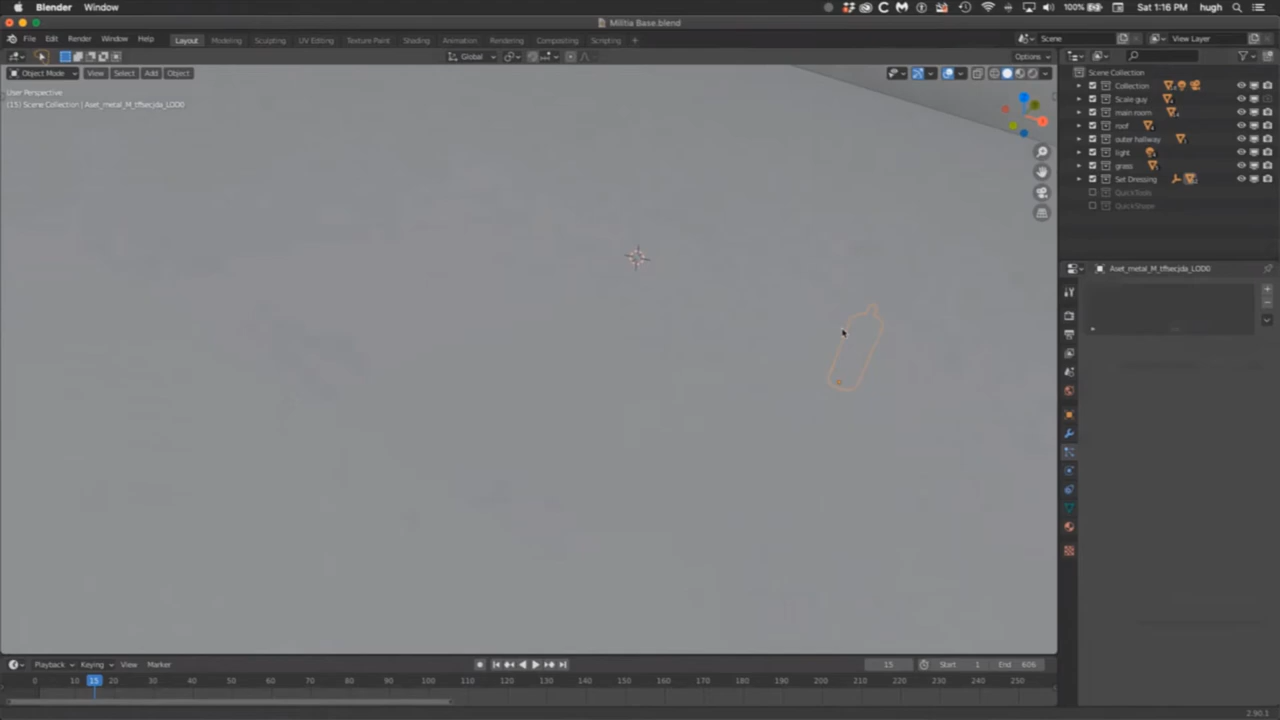 Blender Window
100%
Sat 1:16 PM hugh
Militia Base.blend
File Edit Render Window Help
Layout Modeling Sculpting UV Editing Texture Paint Shading Animation Rendering Compositing Scripting +
Scene
View Layer
Global
Options
Object Mode View Select Add Object
User Perspective
(15) Scene Collection | Aset_metal_M_tffsecjda_LOD0
Scene Collection
Collection
Scale guy
main room
roof
outer hallway
light
grass
Set Dressing
QuickTools
QuickShape
Aset_metal_M_tffsecjda_LOD0
Playback Keying View Marker
15
Start 1
End 606
0 10 15 20 30 40 50 60 70 80 90 100 110 120 130 140 150 160 170 180 190 200 210 220 230 240 250
2.90.1